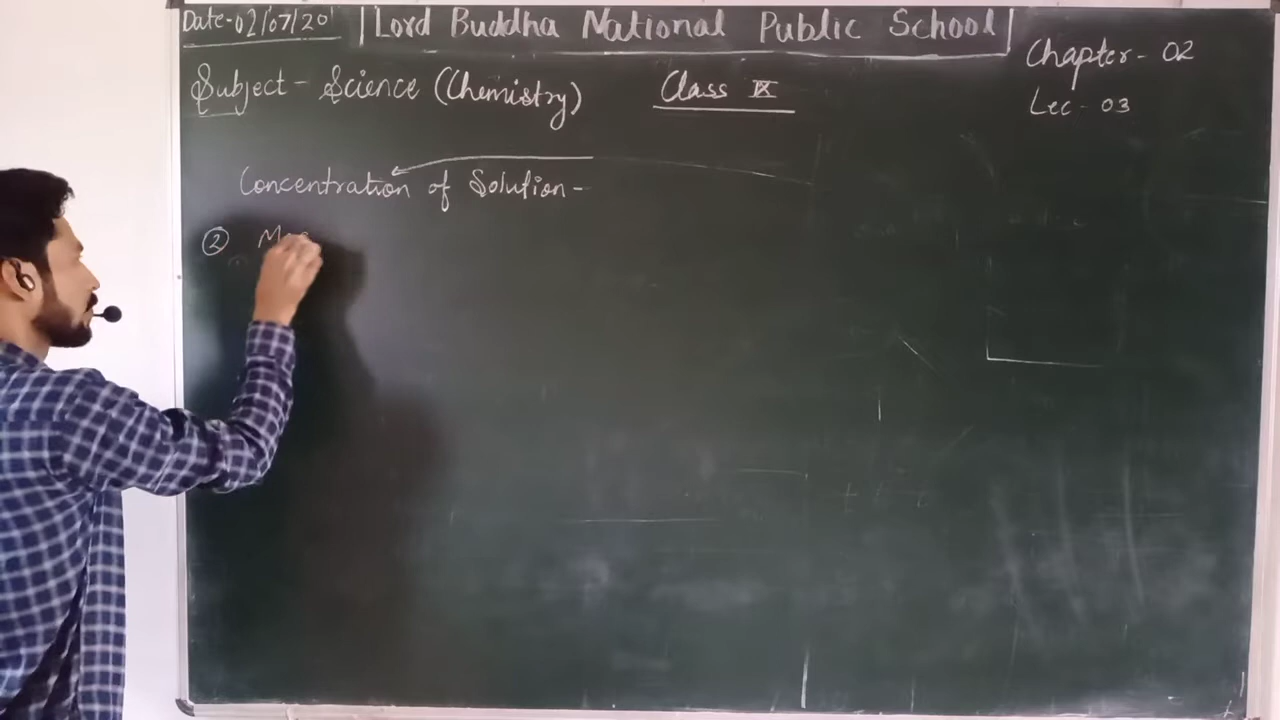 Date-02/07/20
Lord Buddha National Public School
Chapter- 02
Subject - Science (Chemistry)
Class IX
Lec - 03
Concentration of Solution-
②